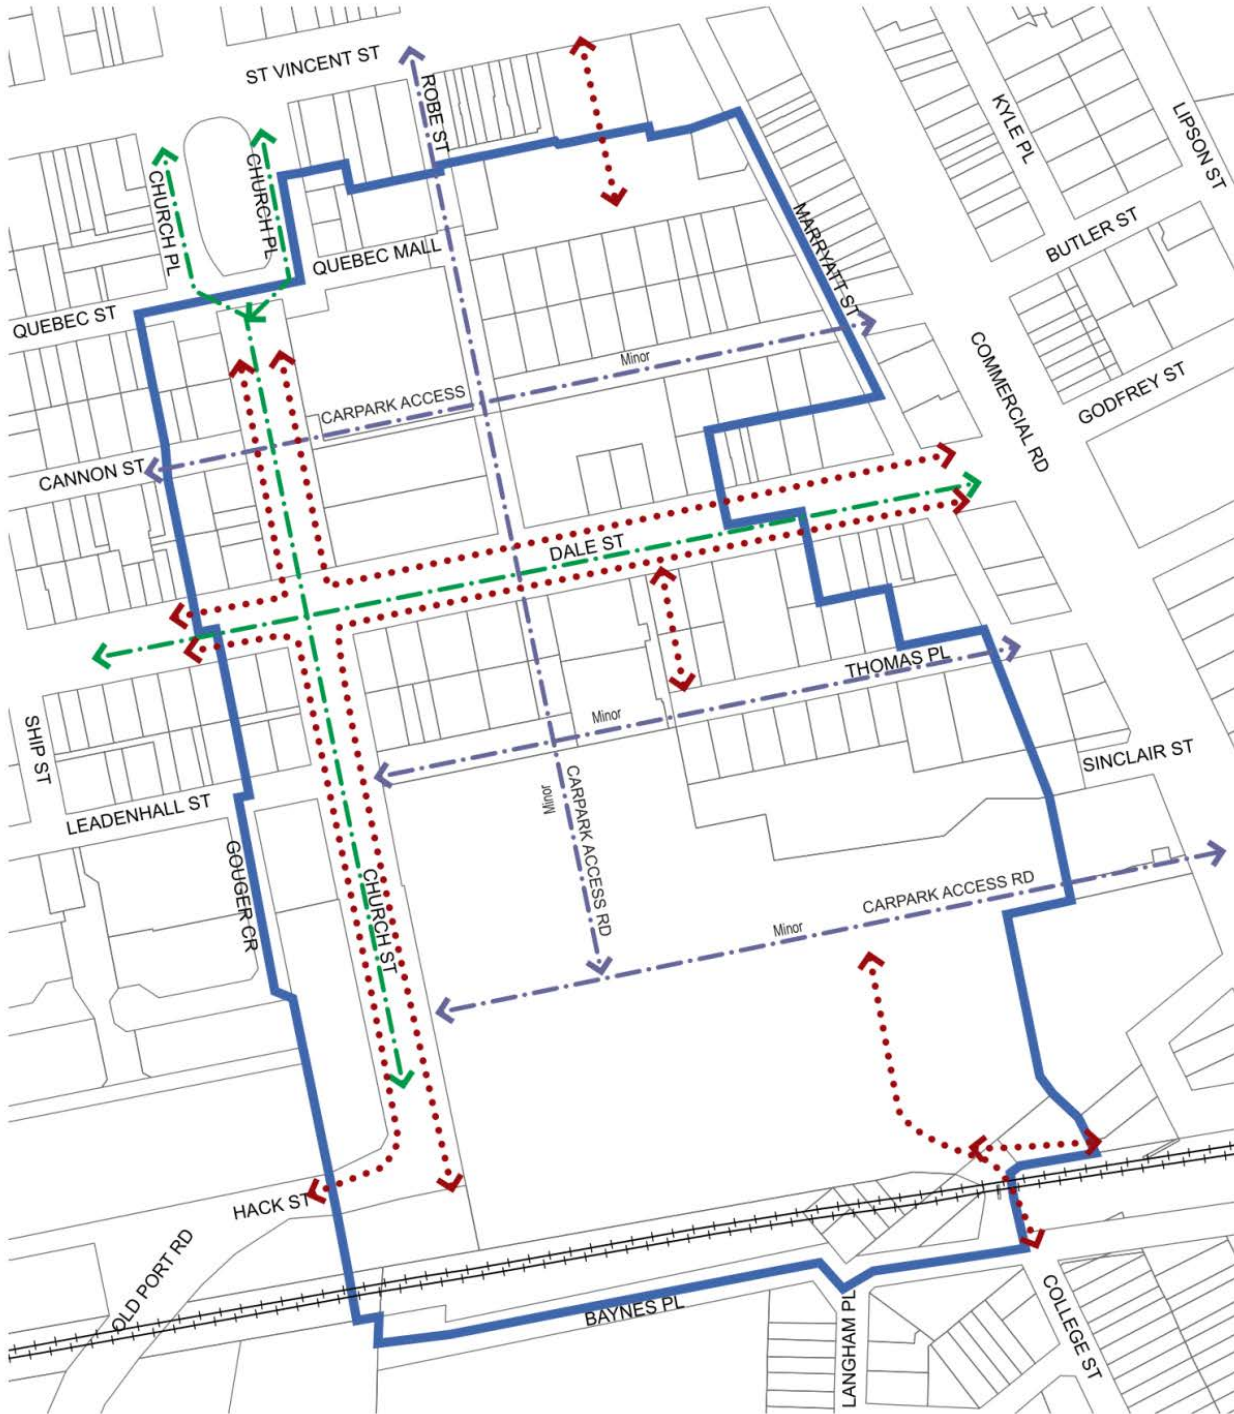 ST VINCENT ST
ROBE ST
KYLE PL
LIPSON ST
CHURCH PL
CHURCH PL
MARRYATT ST
BUTLER ST
QUEBEC MALL
QUEBEC ST
Minor
COMMERCIAL RD
GODFREY ST
CARPARK ACCESS
CANNON ST
DALE ST
THOMAS PL
Minor
SHIP ST
SINCLAIR ST
LEADENHALL ST
Minor
CARPARK ACCESS RD
GOUGER CR
CHURCH ST
CARPARK ACCESS RD
Minor
HACK ST
OLD PORT RD
BAYNES PL
LANGHAM PL
COLLEGE ST